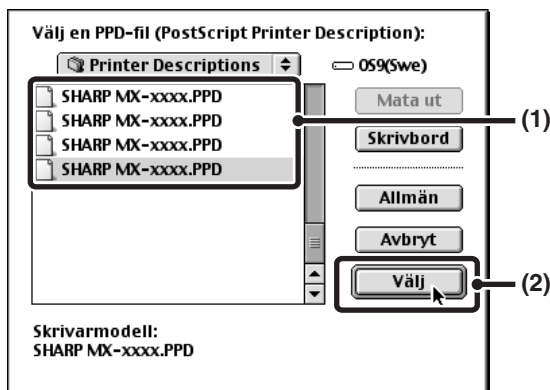 Välj en PPD-fil (PostScript Printer Description):
Printer Descriptions
OS9(Swe)
SHARP MX-xxxx.PPD
SHARP MX-xxxx.PPD
SHARP MX-xxxx.PPD
SHARP MX-xxxx.PPD
(1)
Mata ut
Skrivbord
Allmän
Avbryt
Välj
(2)
Skrivarmodell:
SHARP MX-xxxx.PPD